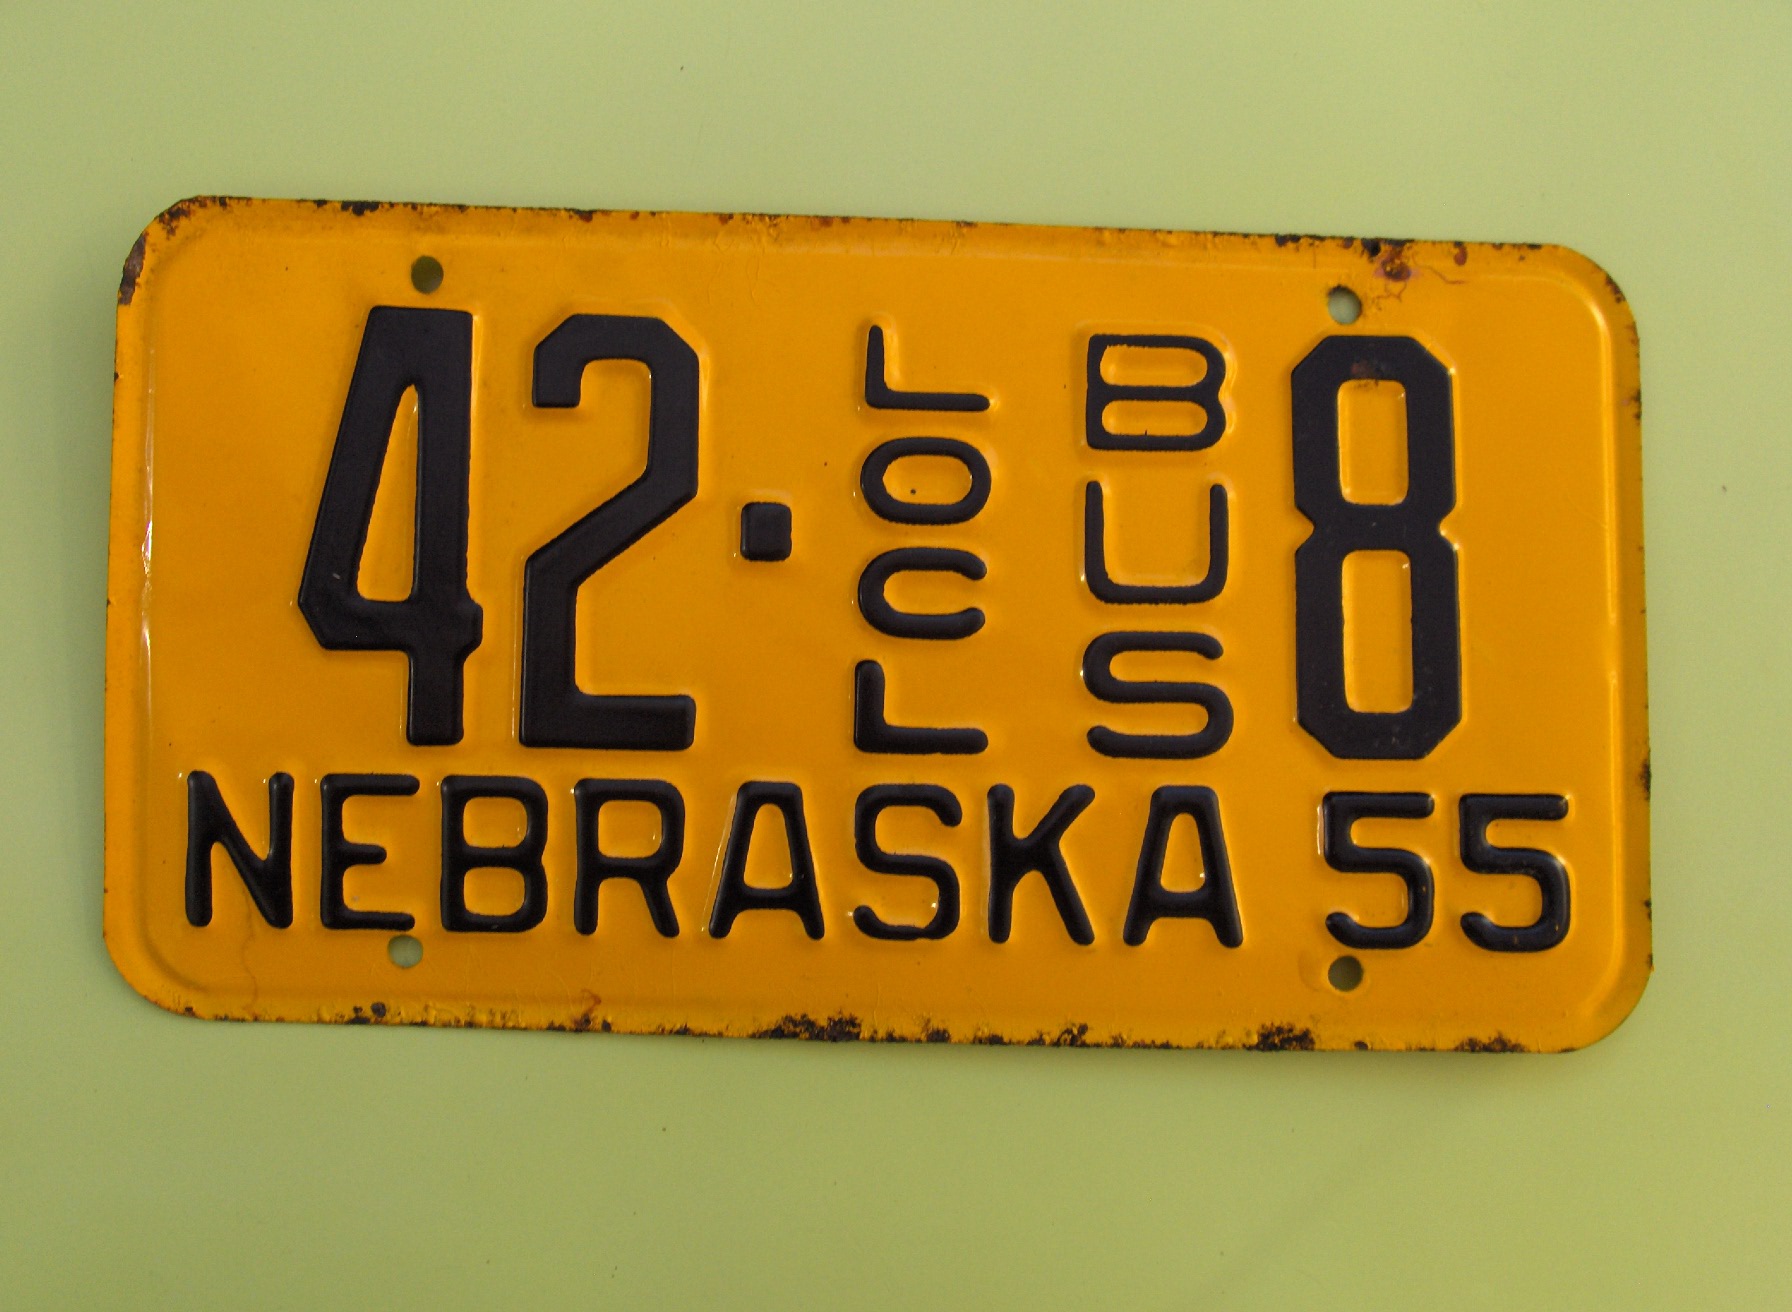 42·LOCL BUS 8
NEBRASKA 55